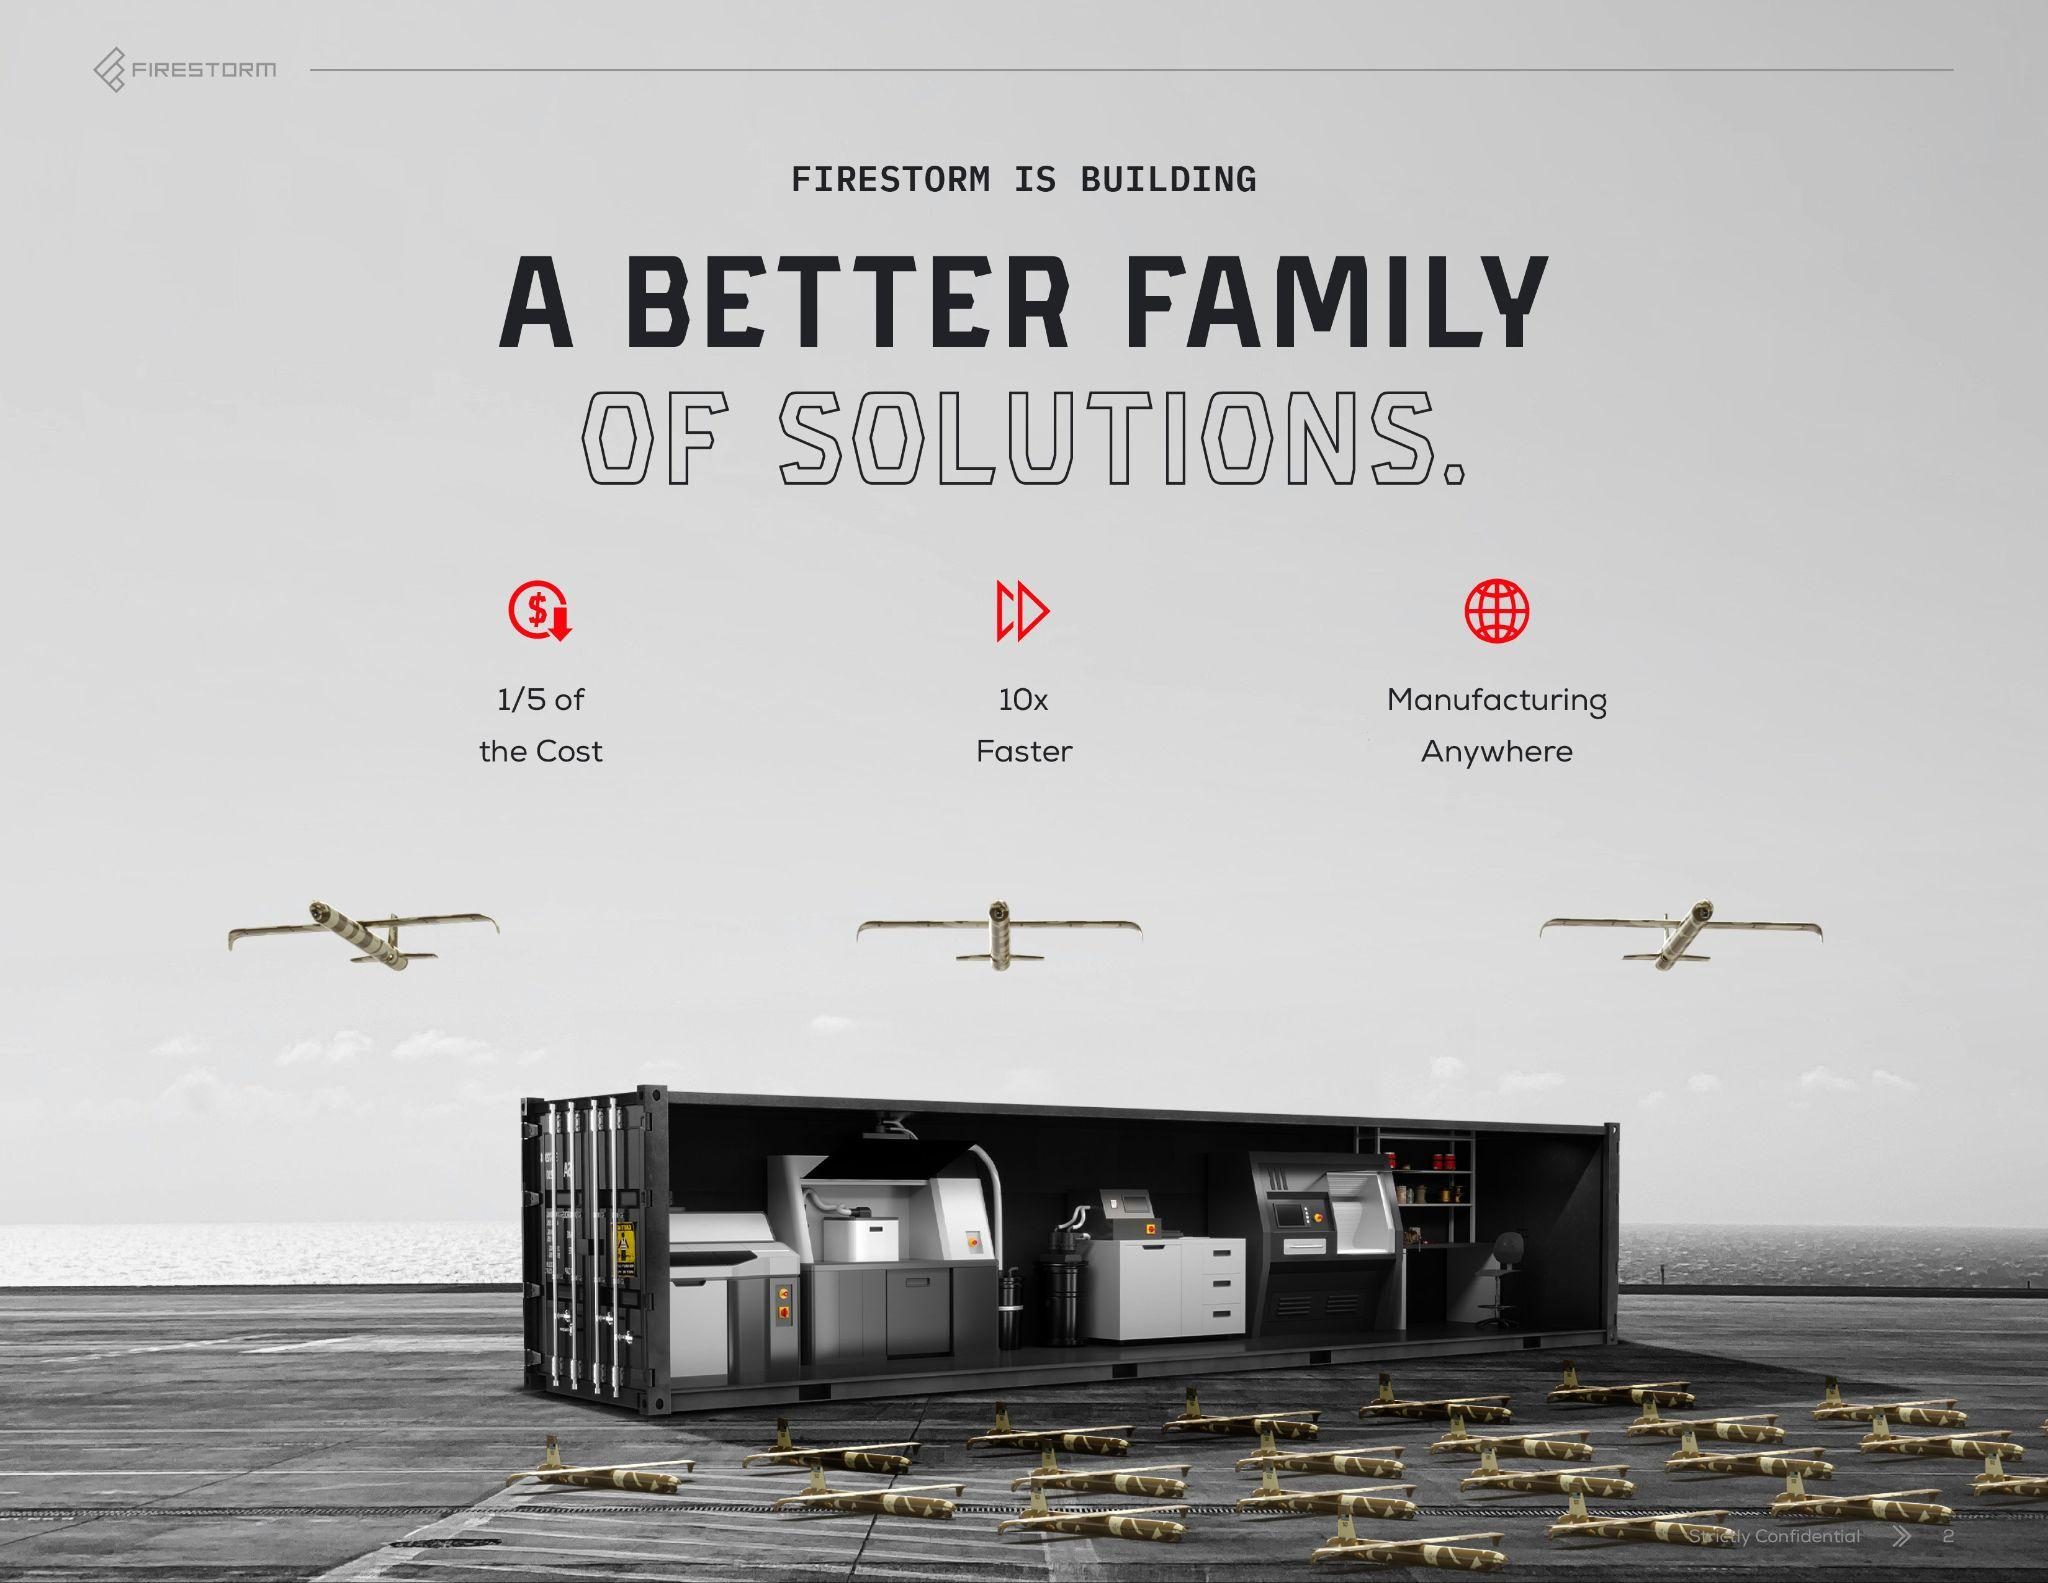 FIRESTORM
FIRESTORM IS BUILDING
A BETTER FAMILY
OF SOLUTIONS.
$
1/5 of
the Cost
10x
Faster
Manufacturing
Anywhere
Strictly Confidential
2